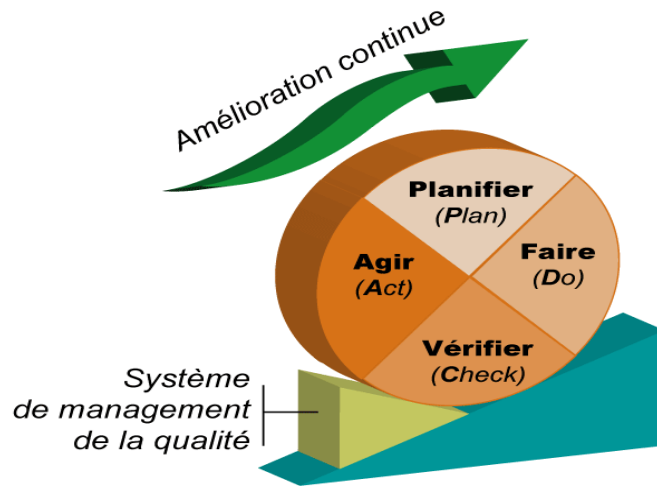 Amélioration continue
Planifier
(Plan)
Agir
(Act)
Faire
(Do)
Vérifier
(Check)
Système
de management
de la qualité